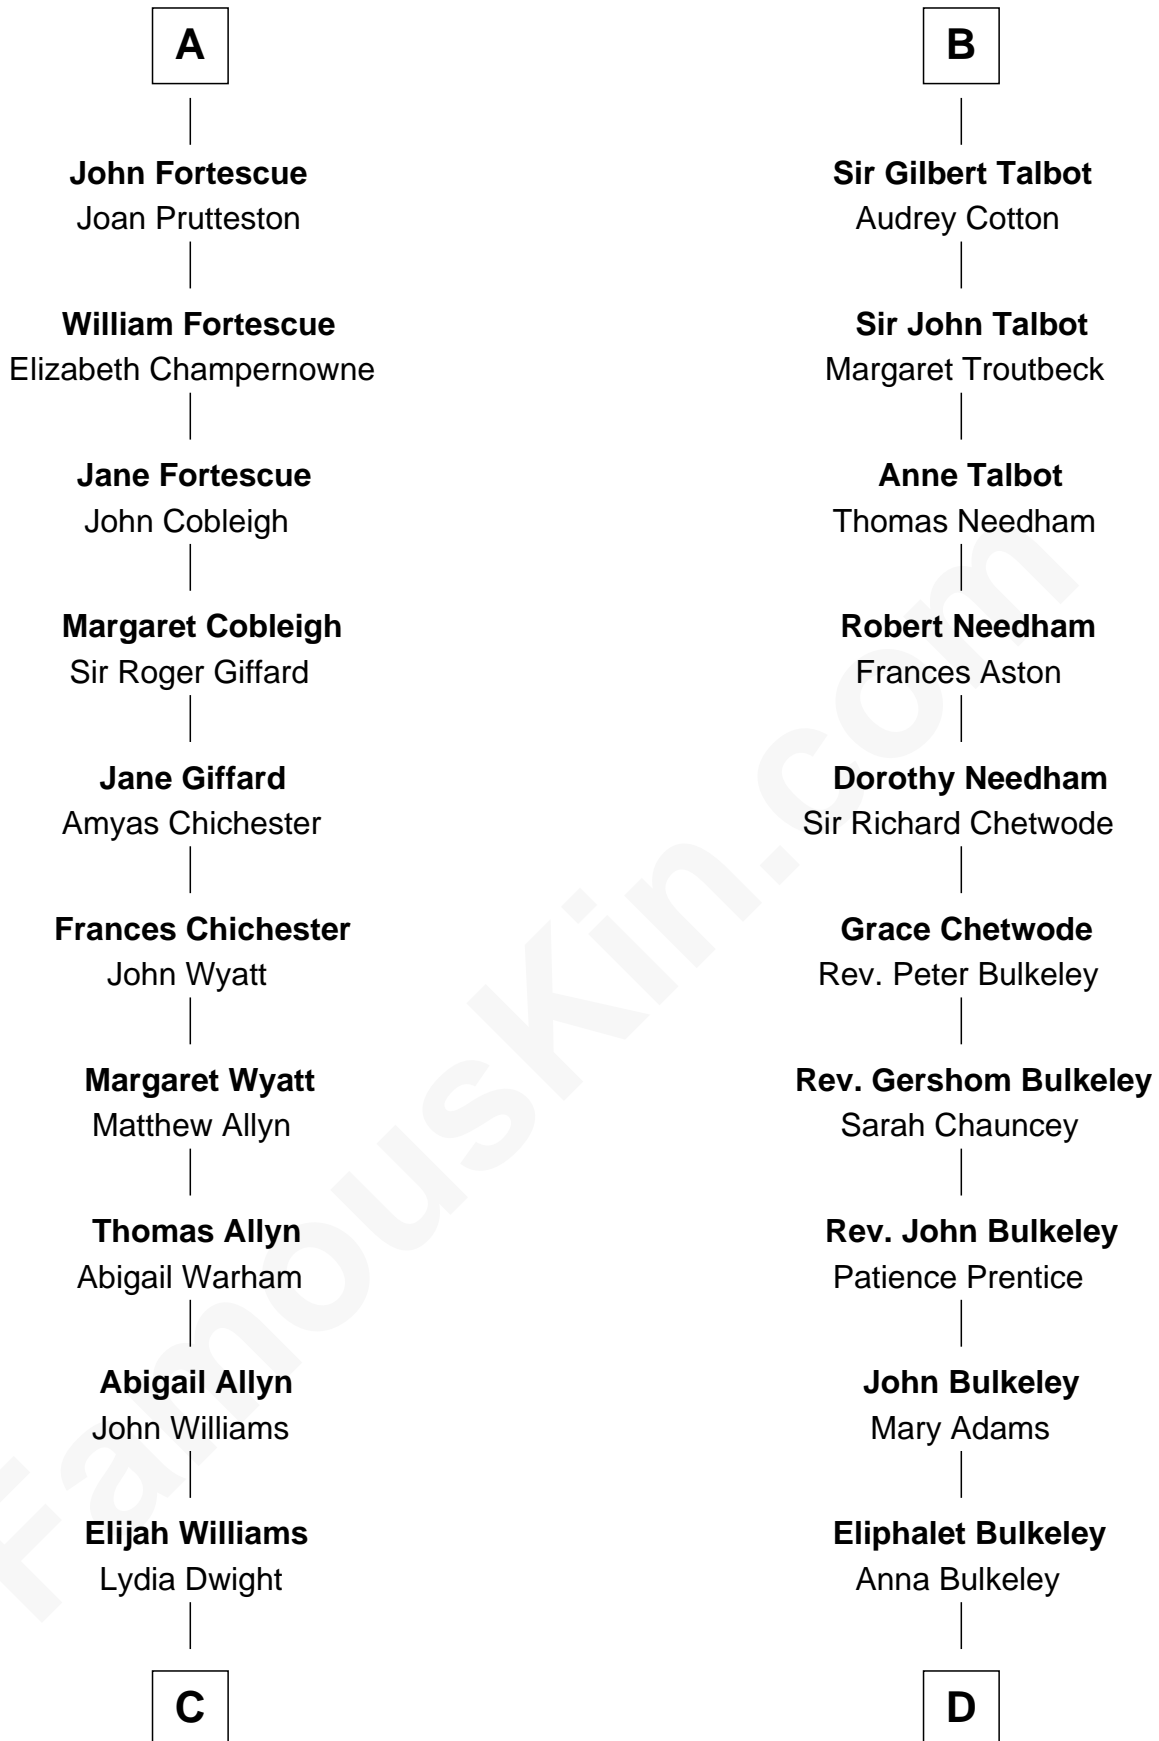 A
John Fortescue
Joan Prutteston
William Fortescue
Elizabeth Champernowne
Jane Fortescue
John Cobleigh
Margaret Cobleigh
Sir Roger Giffard
Jane Giffard
Amyas Chichester
Frances Chichester
John Wyatt
Margaret Wyatt
Matthew Allyn
Thomas Allyn
Abigail Warham
Abigail Allyn
John Williams
Elijah Williams
Lydia Dwight
C
B
Sir Gilbert Talbot
Audrey Cotton
Sir John Talbot
Margaret Troutbeck
Anne Talbot
Thomas Needham
Robert Needham
Frances Aston
Dorothy Needham
Sir Richard Chetwode
Grace Chetwode
Rev. Peter Bulkeley
Rev. Gershom Bulkeley
Sarah Chauncey
Rev. John Bulkeley
Patience Prentice
John Bulkeley
Mary Adams
Eliphalet Bulkeley
Anna Bulkeley
D
FamousKin.com